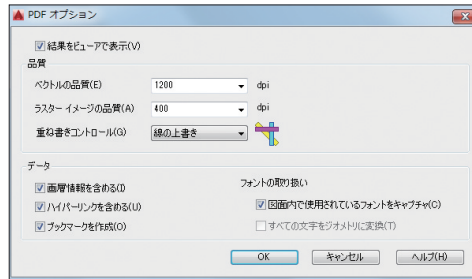 PDF オプション
結果をビューアで表示(V)
品質
ベクトルの品質(E) 1200 dpi
ラスター イメージの品質(A) 400 dpi
重ね書きコントロール(G) 線の上書き
データ
画層情報を含める(I)
ハイパーリンクを含める(U)
ブックマークを作成(O)
フォントの取り扱い
図面内で使用されているフォントをキャプチャ(C)
すべての文字をジオメトリに変換(T)
OK キャンセル ヘルプ(H)